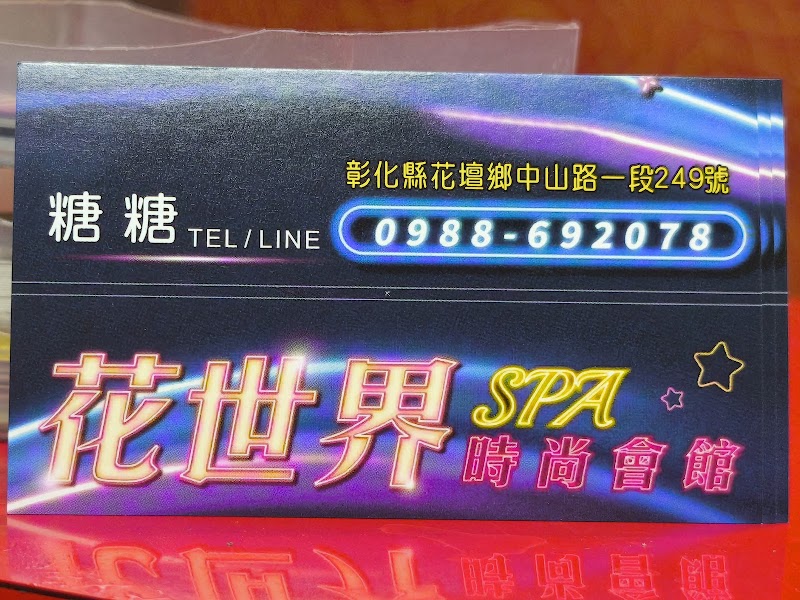 彰化縣花壇鄉中山路一段249號
糖糖 TEL/LINE 0988-692078
花世界 SPA
時尚會館